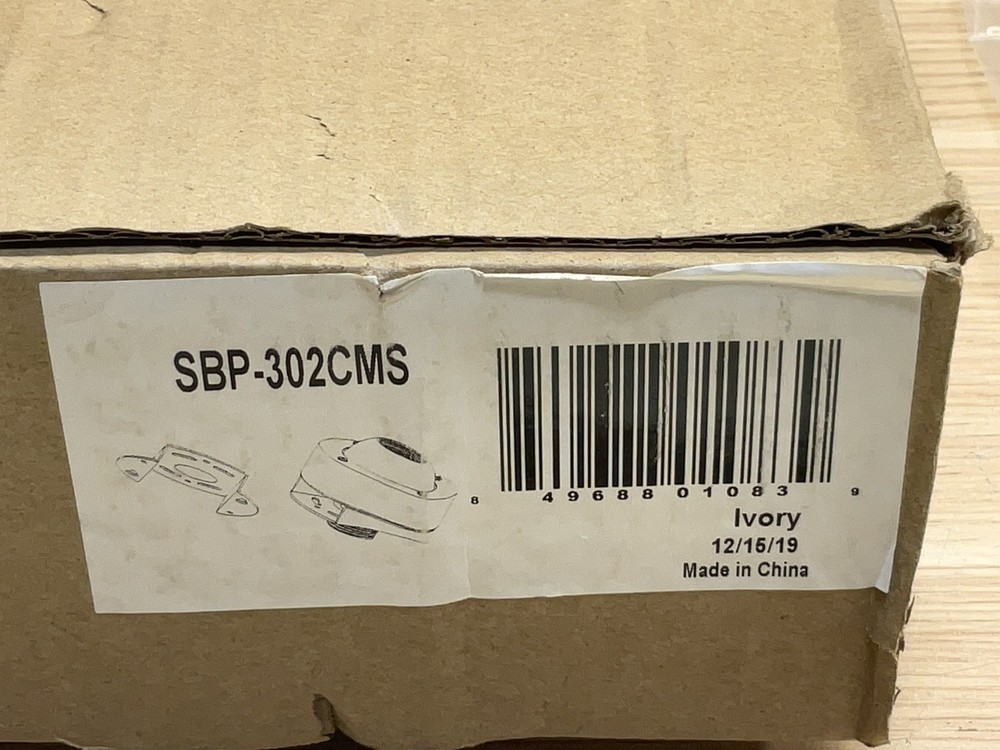 SBP-302CMS
8 49688 01083 9
Ivory
12/15/19
Made in China